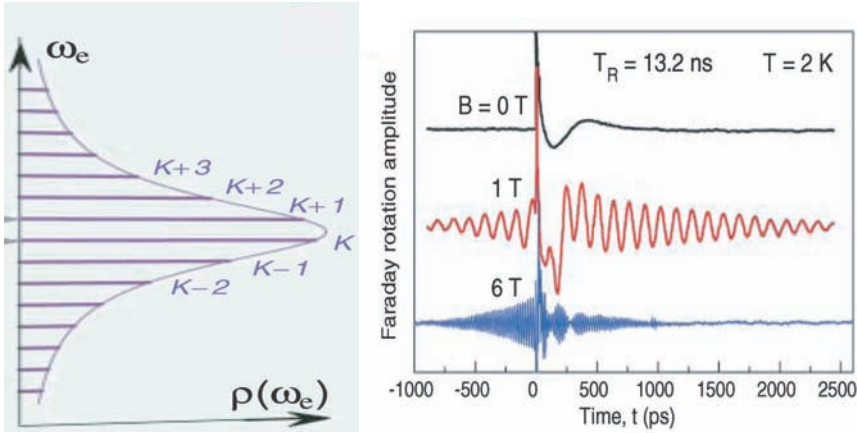 ωe
K+3
K+2
K+1
K
K−1
K−2
ρ(ωe)
Faraday rotation amplitude
TR = 13.2 ns
T = 2 K
B = 0 T
1 T
6 T
-1000 -500 0 500 1000 1500 2000 2500
Time, t (ps)